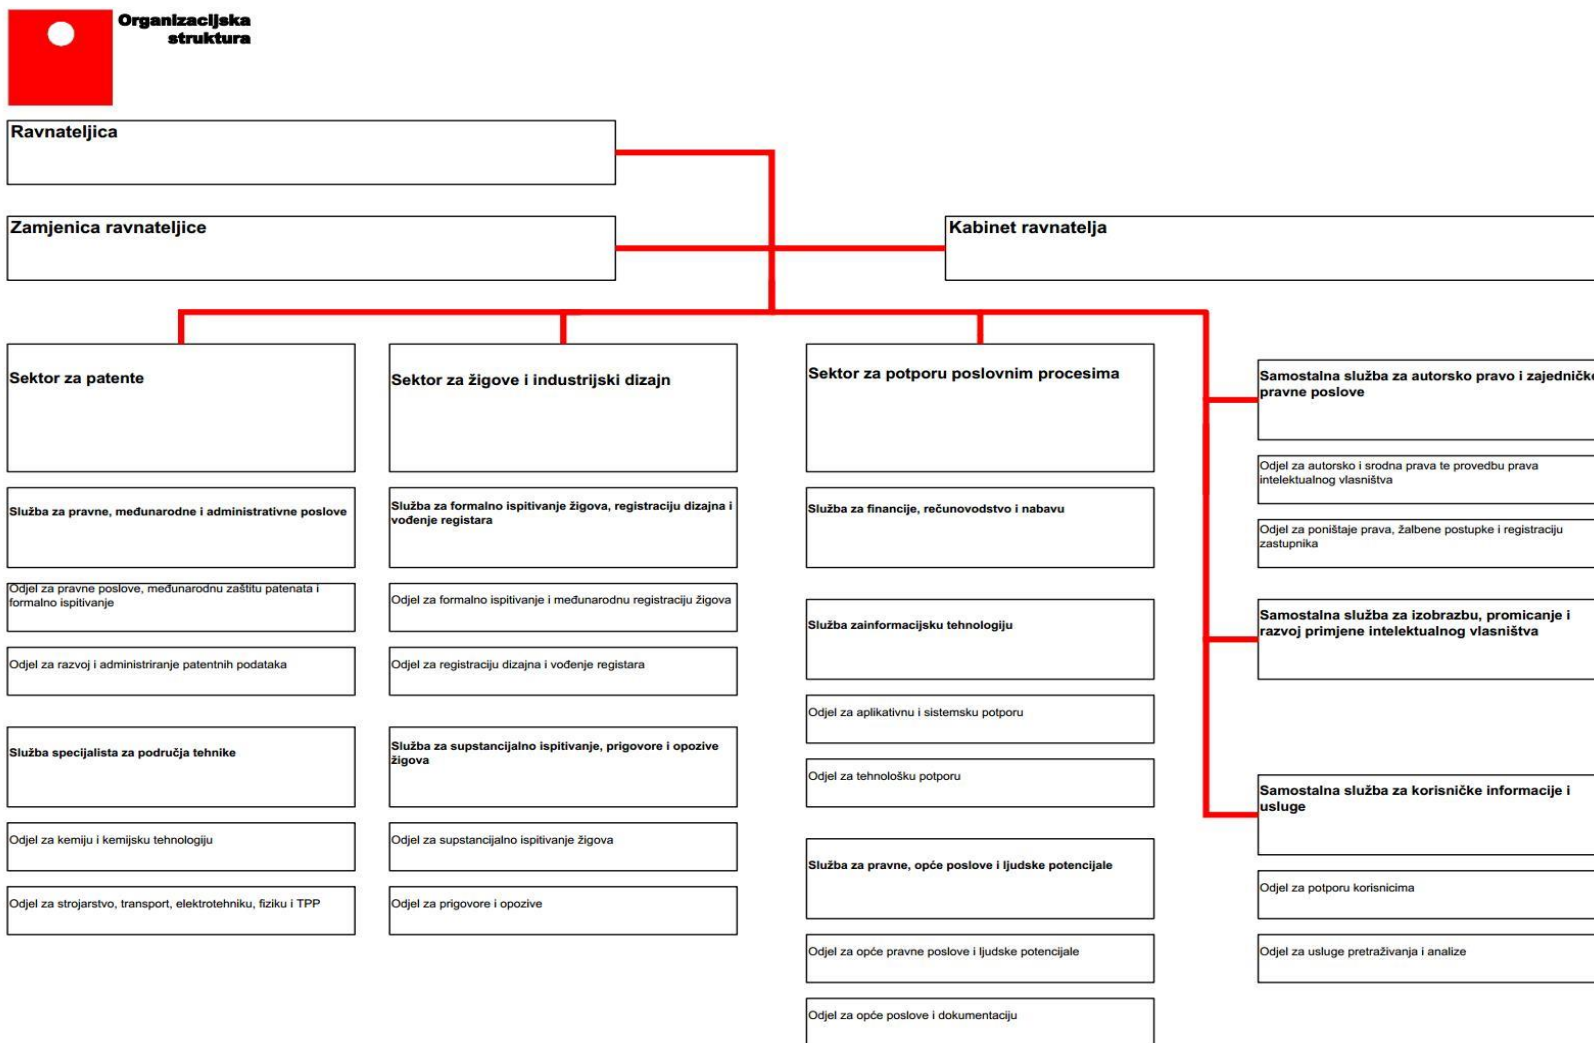 Organizacijska
struktura
Ravnateljica
Zamjenica ravnateljice
Kabinet ravnatelja
Sektor za patente
Služba za pravne, međunarodne i administrativne poslove
Odjel za pravne poslove, međunarodnu zaštitu patenata i
formalno ispitivanje
Odjel za razvoj i administriranje patentnih podataka
Služba specijalista za područja tehnike
Odjel za kemiju i kemijsku tehnologiju
Odjel za strojarstvo, transport, elektrotehniku, fiziku i TPP
Sektor za žigove i industrijski dizajn
Služba za formalno ispitivanje žigova, registraciju dizajna i
vođenje registara
Odjel za formalno ispitivanje i međunarodnu registraciju žigova
Odjel za registraciju dizajna i vođenje registara
Služba za supstancijalno ispitivanje, prigovore i opozive
žigova
Odjel za supstancijalno ispitivanje žigova
Odjel za prigovore i opozive
Sektor za potporu poslovnim procesima
Služba za financije, rečunovodstvo i nabavu
Služba zainformacijsku tehnologiju
Odjel za aplikativnu i sistemsku potporu
Odjel za tehnološku potporu
Služba za pravne, opće poslove i ljudske potencijale
Odjel za opće pravne poslove i ljudske potencijale
Odjel za opće poslove i dokumentaciju
Samostalna služba za autorsko pravo i zajedničke
pravne poslove
Odjel za autorsko i srodna prava te provedbu prava
intelektualnog vlasništva
Odjel za poništaje prava, žalbene postupke i registraciju
zastupnika
Samostalna služba za izobrazbu, promicanje i
razvoj primjene intelektualnog vlasništva
Samostalna služba za korisničke informacije i
usluge
Odjel za potporu korisnicima
Odjel za usluge pretraživanja i analize